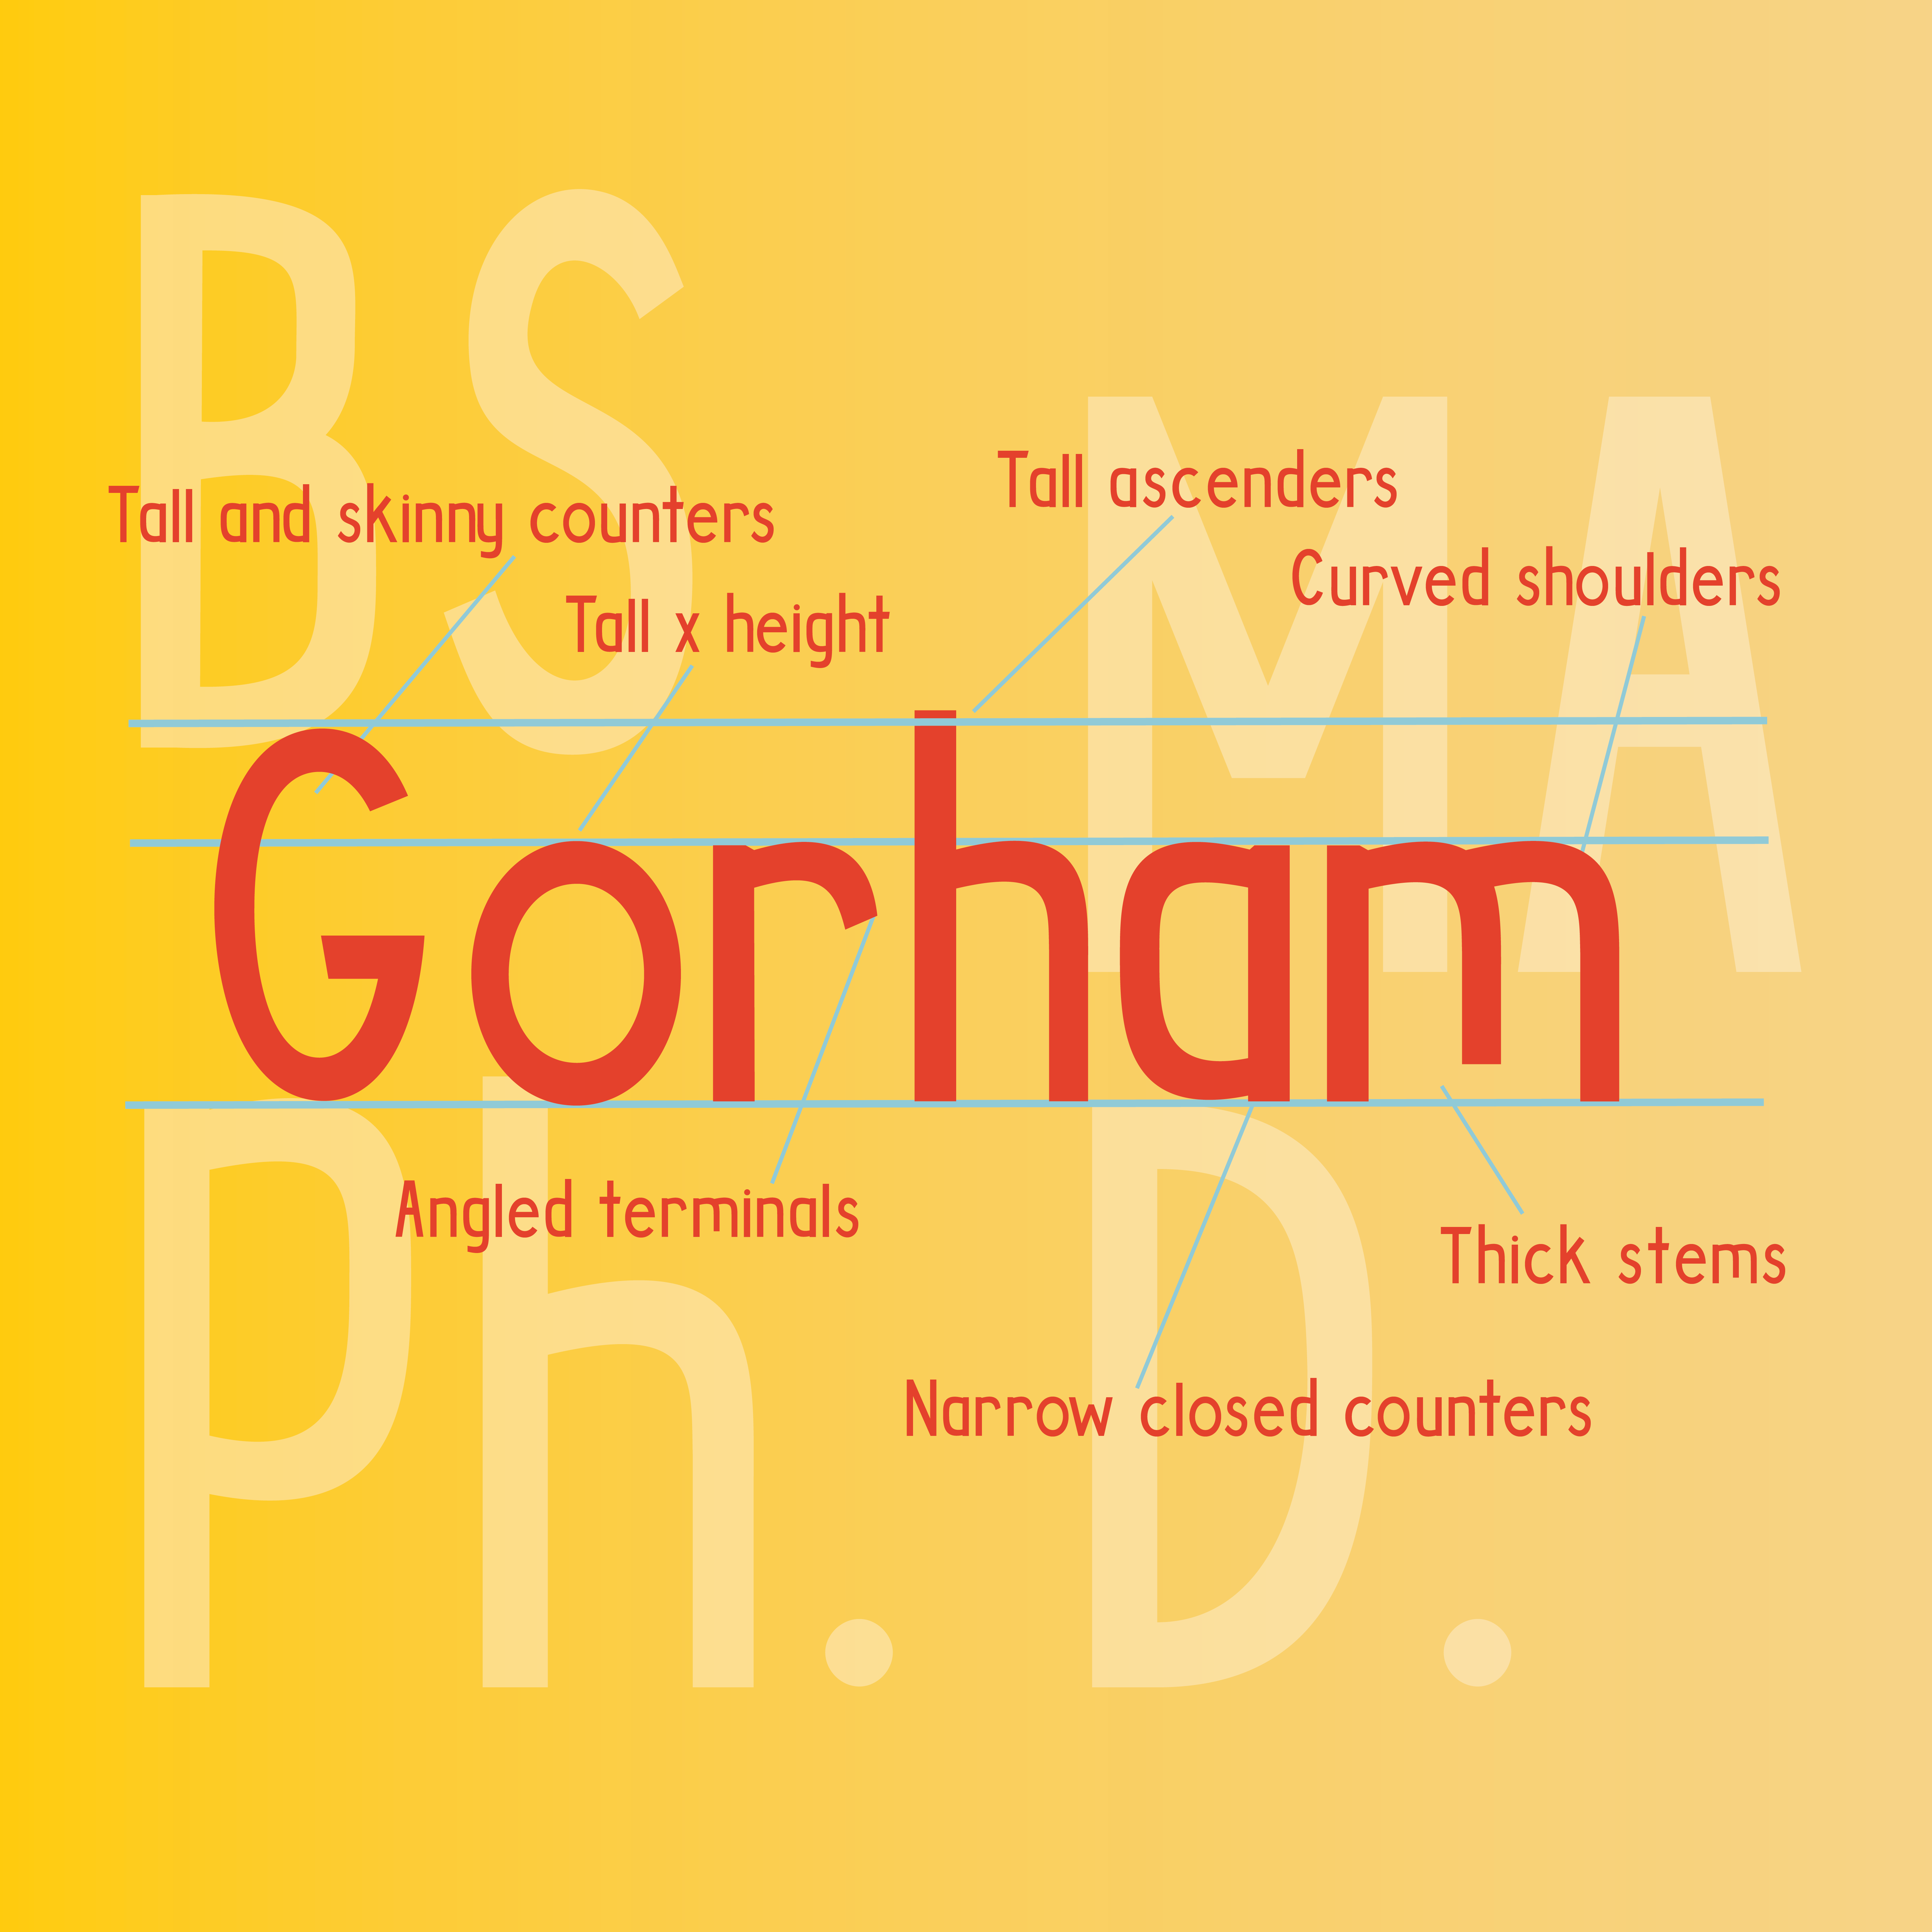 BS
MA
Tall and skinny counters
Tall ascenders
Curved shoulders
Tall x height
Gorham
Ph. D.
Angled terminals
Thick stems
Narrow closed counters